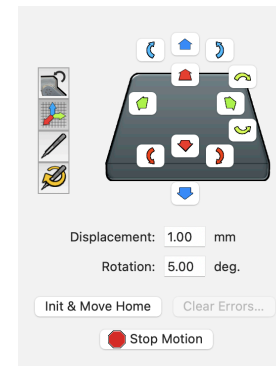 Displacement: 1.00 mm
Rotation: 5.00 deg.
Init & Move Home Clear Errors...
Stop Motion